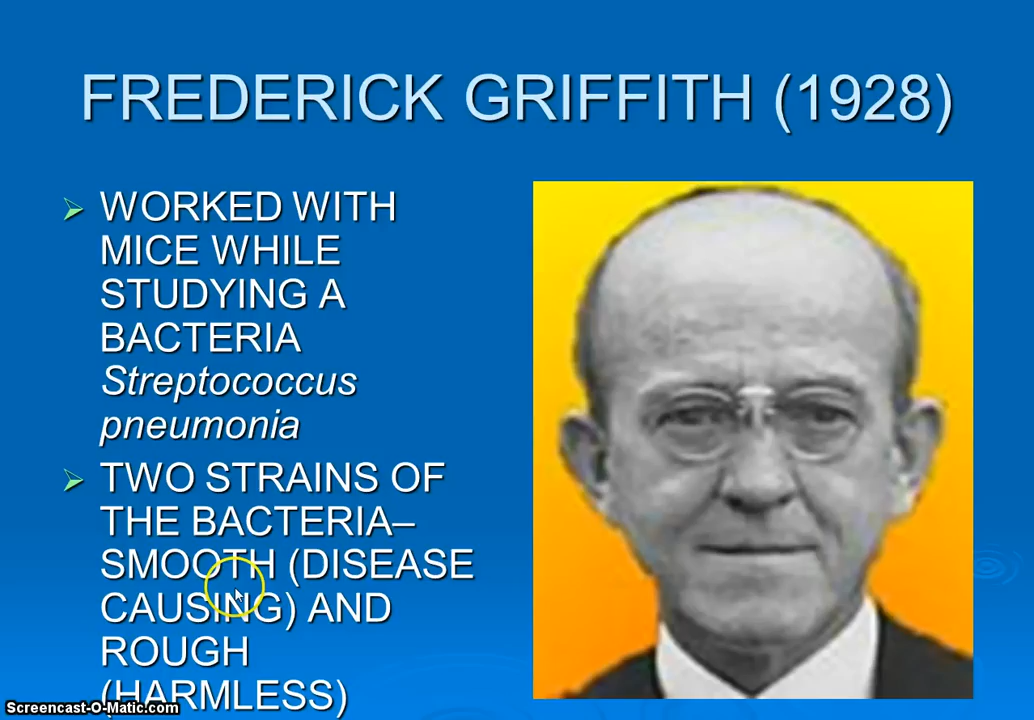 FREDERICK GRIFFITH (1928)
WORKED WITH
MICE WHILE
STUDYING A
BACTERIA
Streptococcus
pneumonia
TWO STRAINS OF
THE BACTERIA–
SMOOTH (DISEASE
CAUSING) AND
ROUGH
(HARMLESS)
Screencast-O-Matic.com